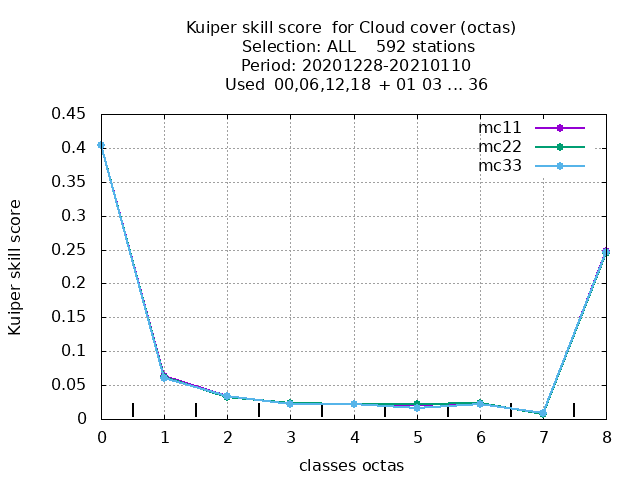 Kuiper skill score  for Cloud cover (octas)
Selection: ALL    592 stations
Period: 20201228-20210110
Used  00,06,12,18  + 01 03 ... 36
mc11
mc22
mc33
0.45
0.4
0.35
0.3
0.25
0.2
0.15
0.1
0.05
0
Kuiper skill score
0 1 2 3 4 5 6 7 8
classes octas